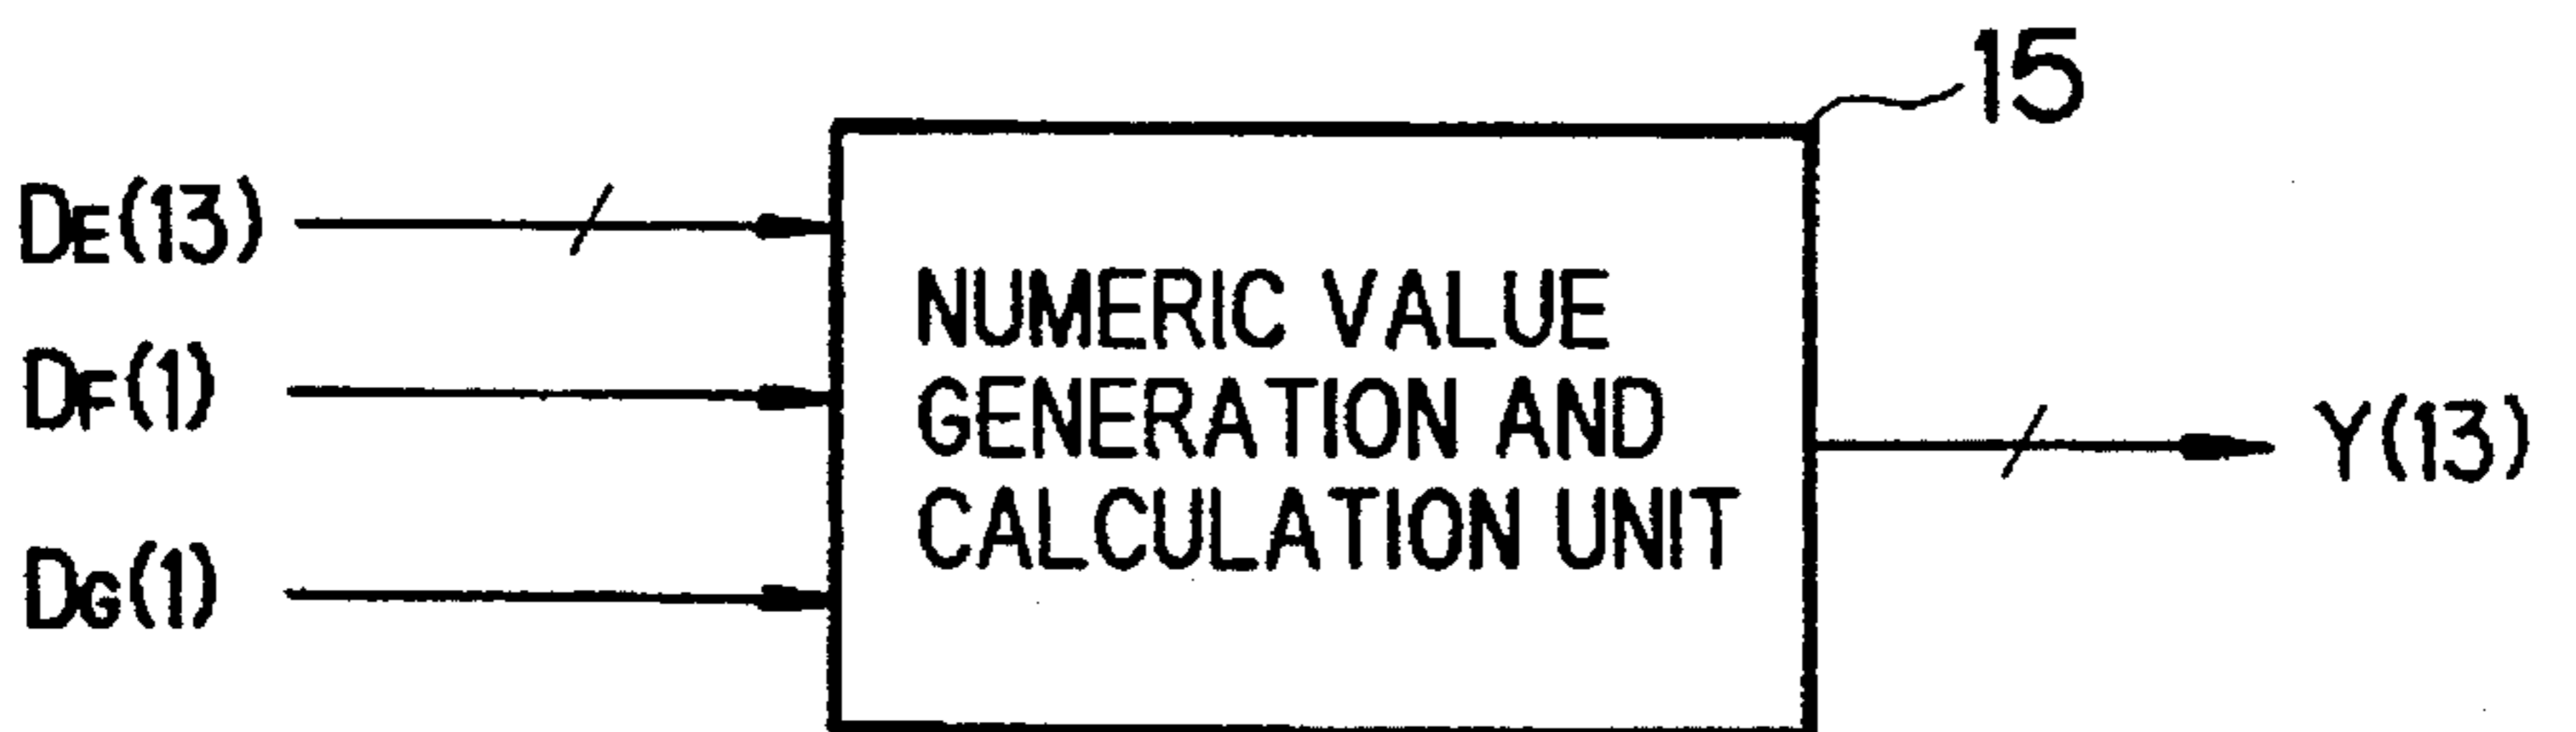 15
DE(13)
DF(1)
DG(1)
NUMERIC VALUE
GENERATION AND
CALCULATION UNIT
Y(13)